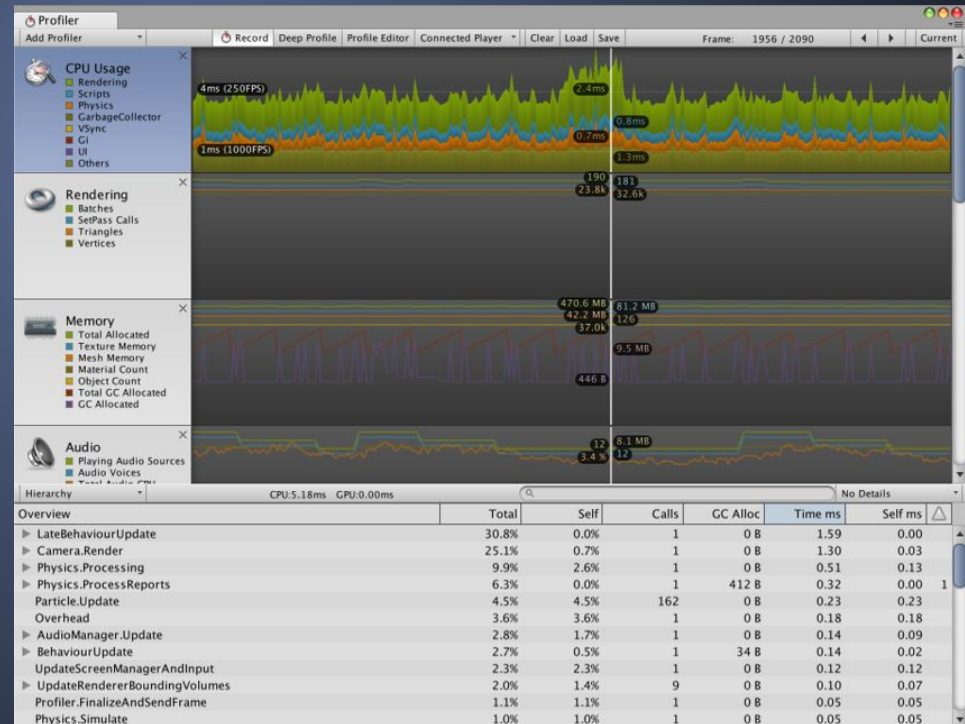 Profiler
Add Profiler Record Deep Profile Profile Editor Connected Player Clear Load Save Frame: 1956 / 2090 Current
CPU Usage
Rendering
Scripts
Physics
GarbageCollector
VSync
Gi
UI
Others
4ms (250FPS)
1ms (1000FPS)
2.4ms
0.8ms
0.7ms
1.3ms
Rendering
Batches
SetPass Calls
Triangles
Vertices
190 181
23.8k 32.6k
Memory
Total Allocated
Texture Memory
Mesh Memory
Material Count
Object Count
Total GC Allocated
GC Allocated
470.6 MB 81.2 MB
42.2 MB 126
37.0k
9.5 MB
446 B
Audio
Playing Audio Sources
Audio Voices
Total Audio CPU
12 8.1 MB
3.4 % 12
Hierarchy CPU:5.18ms GPU:0.00ms No Details
Overview Total Self Calls GC Alloc Time ms Self ms
LateBehaviourUpdate 30.8% 0.0% 1 0 B 1.59 0.00
Camera.Render 25.1% 0.7% 1 0 B 1.30 0.03
Physics.Processing 9.9% 2.6% 1 0 B 0.51 0.13
Physics.ProcessReports 6.3% 0.0% 1 412 B 0.32 0.00 1
Particle.Update 4.5% 4.5% 162 0 B 0.23 0.23
Overhead 3.6% 3.6% 1 0 B 0.18 0.18
AudioManager.Update 2.8% 1.7% 1 0 B 0.14 0.09
BehaviourUpdate 2.7% 0.5% 1 34 B 0.14 0.02
UpdateScreenManagerAndInput 2.3% 2.3% 1 0 B 0.12 0.12
UpdateRendererBoundingVolumes 2.0% 1.4% 9 0 B 0.10 0.07
Profiler.FinalizeAndSendFrame 1.1% 1.1% 1 0 B 0.05 0.05
Physics.Simulate 1.0% 1.0% 1 0 B 0.05 0.05